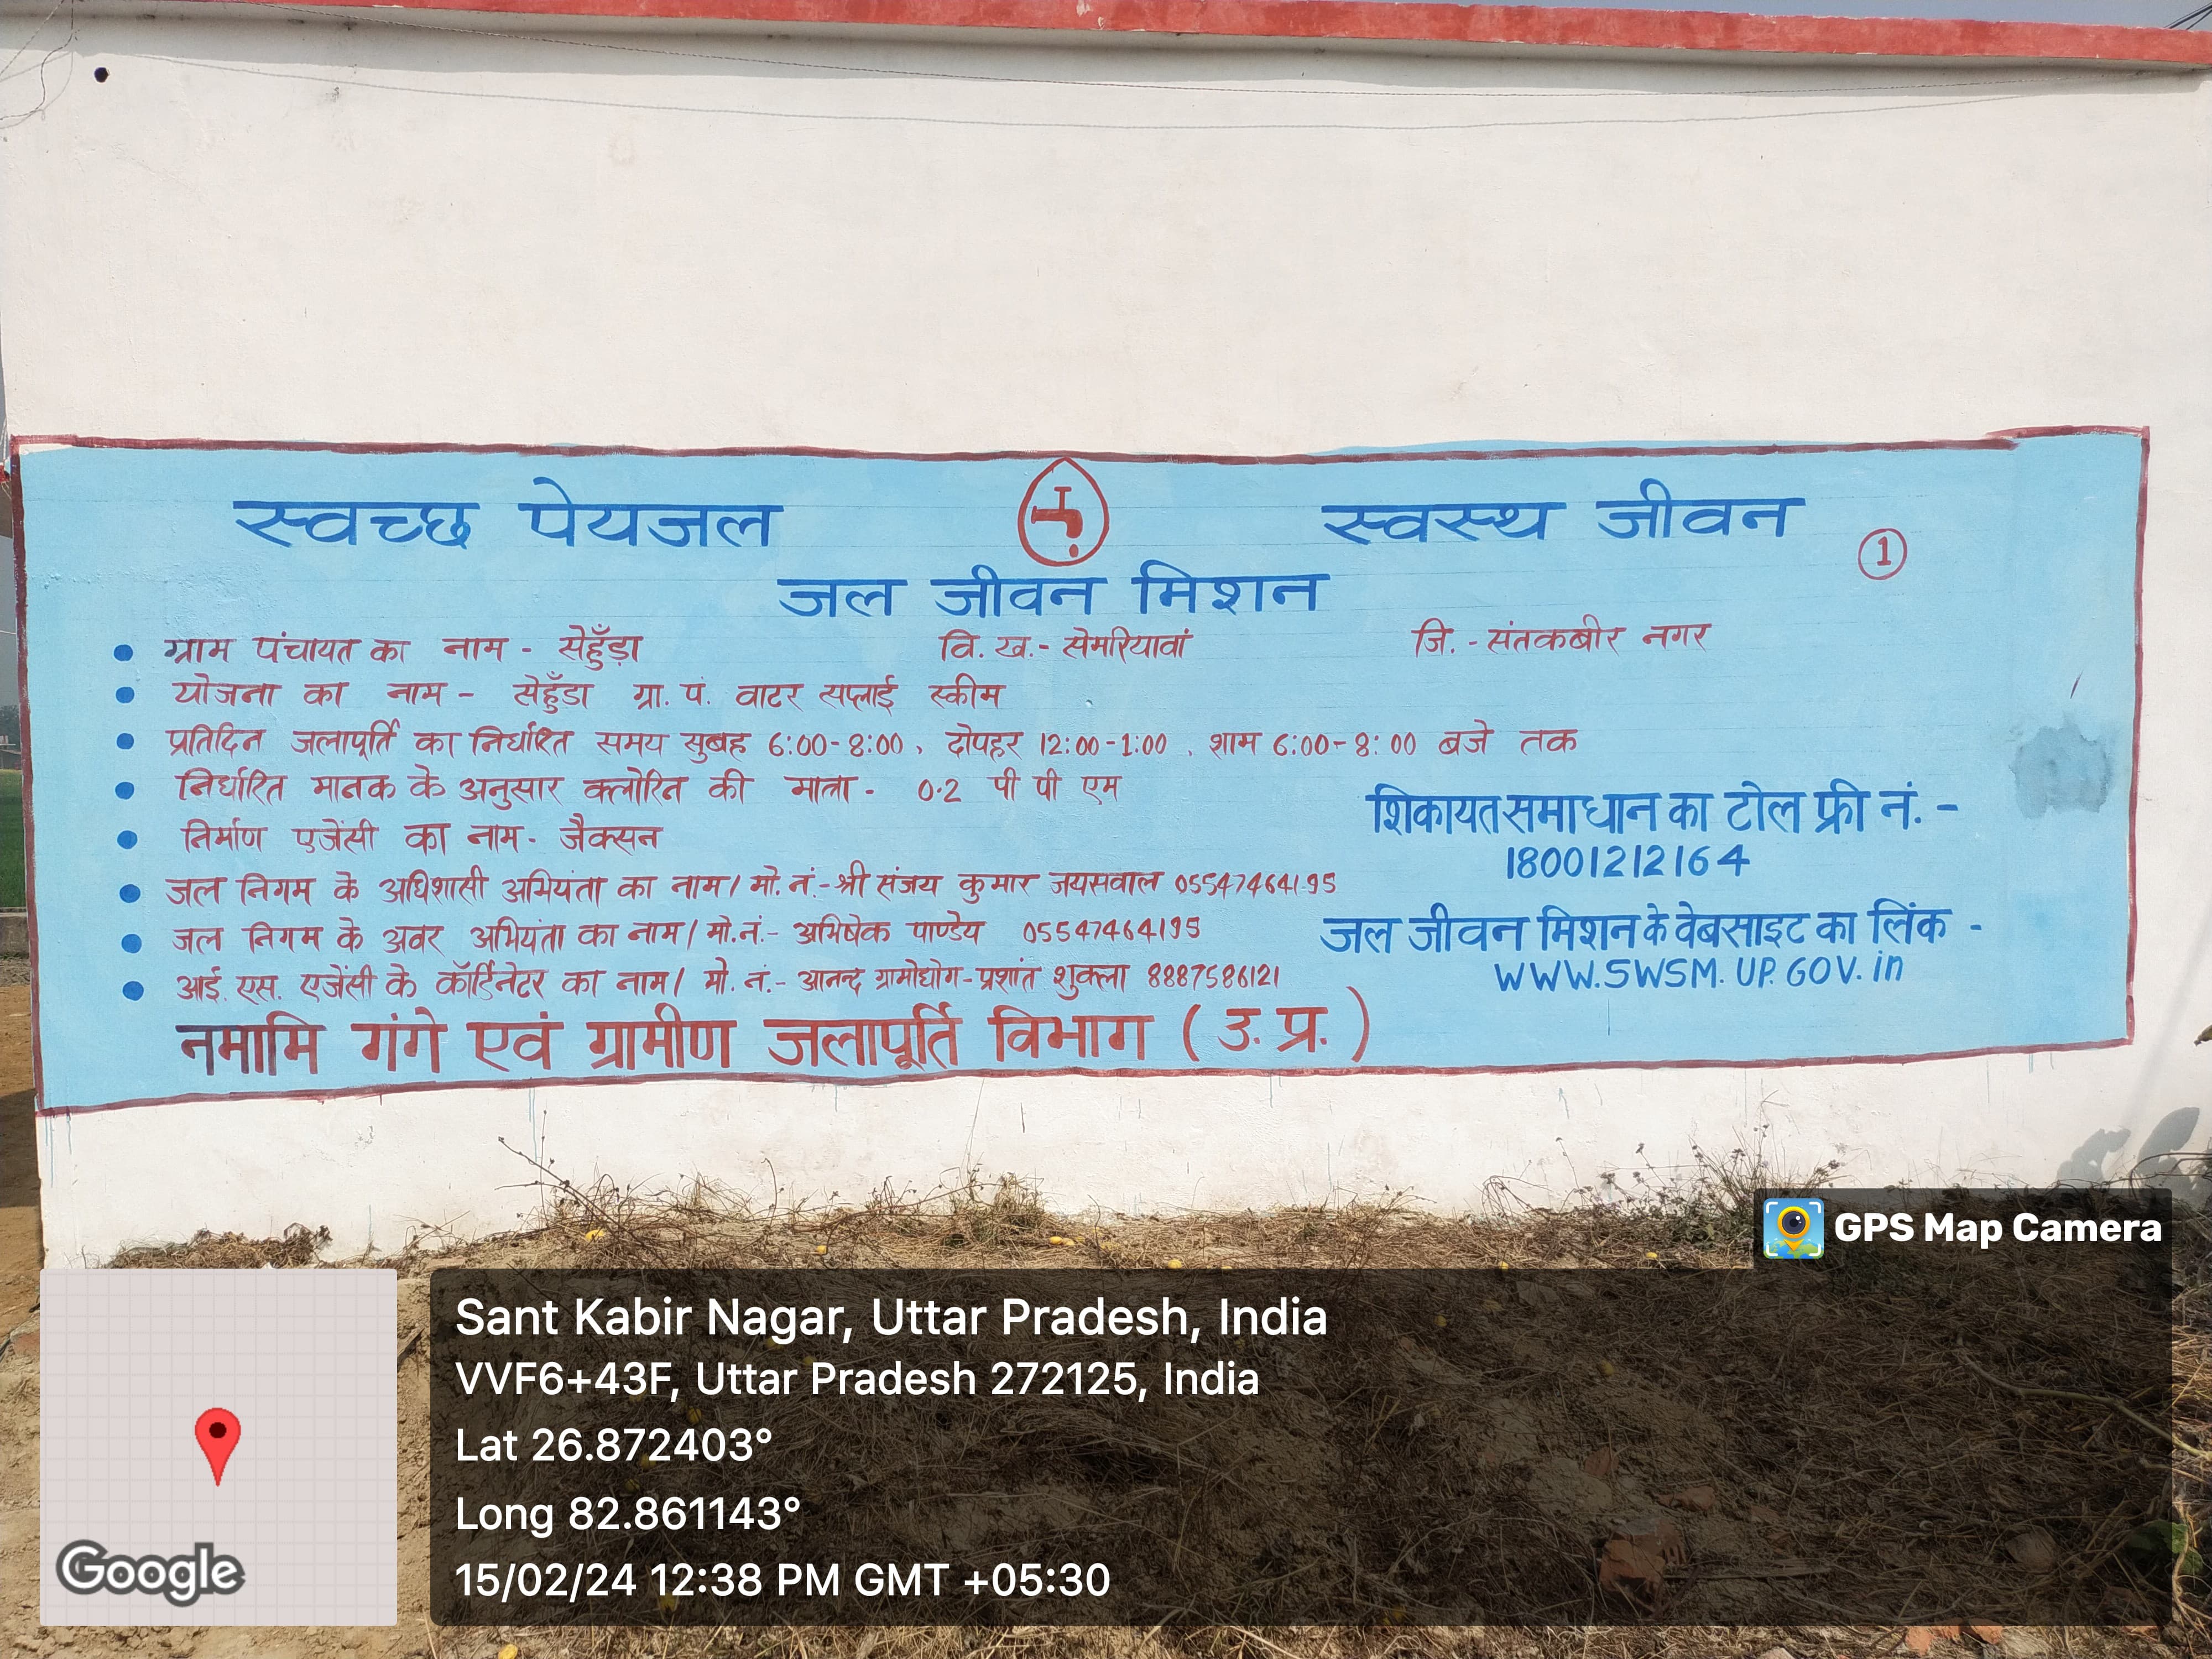 स्वच्छ पेयजल स्वस्थ जीवन
1
जल जीवन मिशन
ग्राम पंचायत का नाम - सेहुँड़ा वि. ख.- सेमरियावां जि. - संतकबीर नगर
योजना का नाम - सेहुँडा ग्रा. पं. वाटर सप्लाई स्कीम
प्रतिदिन जलापूर्ति का निर्धारित समय सुबह 6:00-8:00, दोपहर 12:00-1:00, शाम 6:00-8:00 बजे तक
निर्धारित मानक के अनुसार क्लोरिन की मात्रा - 0.2 पी पी एम
निर्माण एजेंसी का नाम - जैक्सन
जल निगम के अधिशासी अभियंता का नाम / मो. नं.- श्री संजय कुमार जयसवाल 05547464195
जल निगम के अवर अभियंता का नाम / मो.नं.- अभिषेक पाण्डेय 05547464195
आई. एस. एजेंसी के कॉर्डिनेटर का नाम / मो. नं.- आनन्द ग्रामोद्योग - प्रशांत शुक्ला 8887586121
शिकायत समाधान का टोल फ्री नं. -
18001212164
जल जीवन मिशन के वेबसाइट का लिंक -
WWW.SWSM.UP.GOV.in
नमामि गंगे एवं ग्रामीण जलापूर्ति विभाग ( उ. प्र. )
GPS Map Camera
Sant Kabir Nagar, Uttar Pradesh, India
VVF6+43F, Uttar Pradesh 272125, India
Lat 26.872403°
Long 82.861143°
15/02/24 12:38 PM GMT +05:30
Google